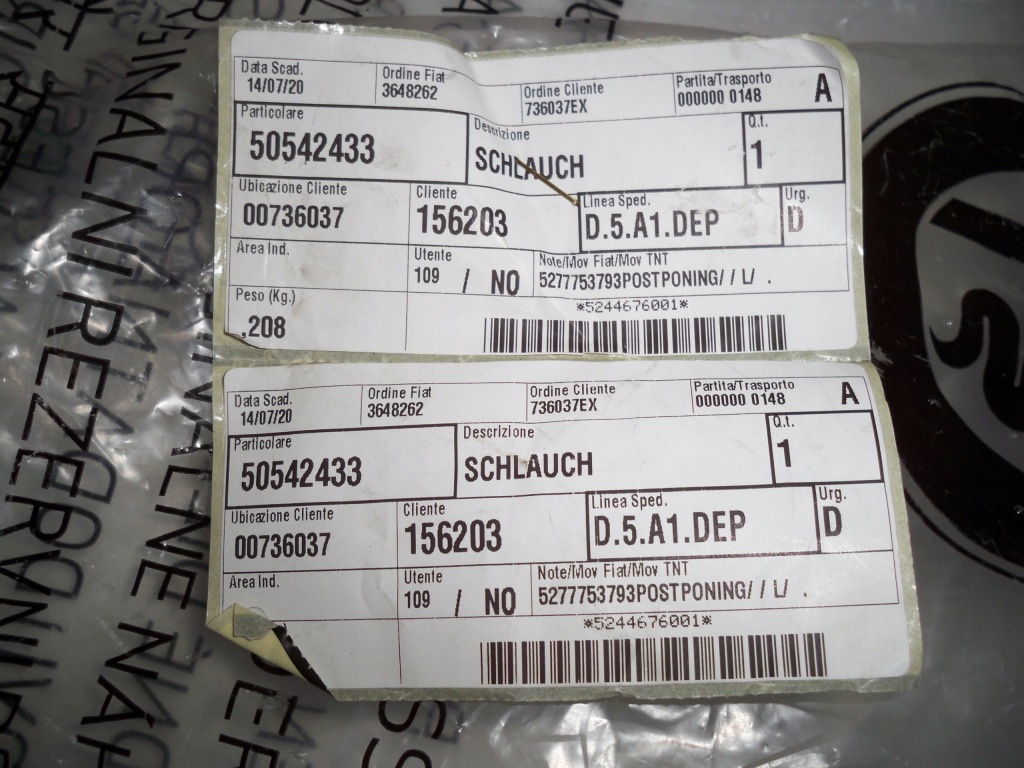 Data Scad.
14/07/20
Ordine Fiat
3648262
Ordine Cliente
736037EX
Partita/Trasporto
000000 0148
A
Particolare
50542433
Descrizione
SCHLAUCH
Q.t.
1
Ubicazione Cliente
00736037
Cliente
156203
Linea Sped.
D.5.A1.DEP
Urg.
D
Area Ind.
Utente
109 / NO
Note/Mov Fiat/Mov TNT
5277753793POSTPONING/ / L/ .
Peso (Kg.)
.208
*5244676001*
Data Scad.
14/07/20
Ordine Fiat
3648262
Ordine Cliente
736037EX
Partita/Trasporto
000000 0148
A
Particolare
50542433
Descrizione
SCHLAUCH
Q.t.
1
Ubicazione Cliente
00736037
Cliente
156203
Linea Sped.
D.5.A1.DEP
Urg.
D
Area Ind.
Utente
109 / NO
Note/Mov Fiat/Mov TNT
5277753793POSTPONING/ / L/ .
*5244676001*
REZERVNI